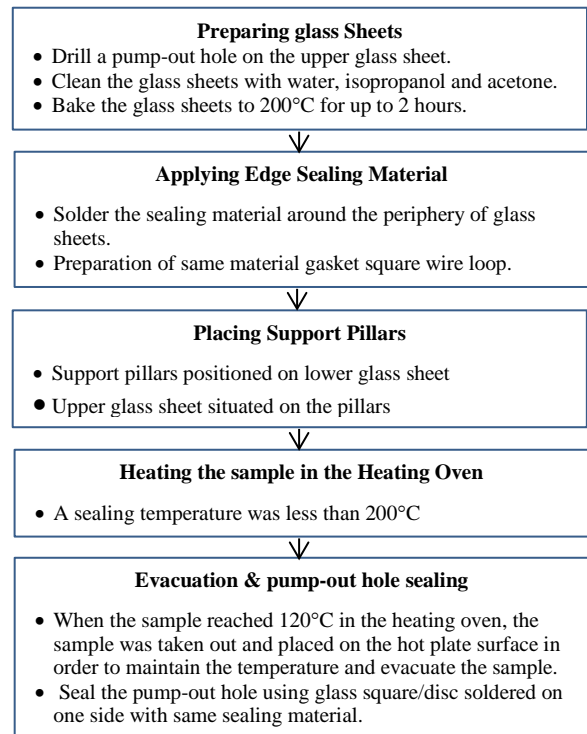 Preparing glass Sheets
• Drill a pump-out hole on the upper glass sheet.
• Clean the glass sheets with water, isopropanol and acetone.
• Bake the glass sheets to 200°C for up to 2 hours.
Applying Edge Sealing Material
• Solder the sealing material around the periphery of glass
sheets.
• Preparation of same material gasket square wire loop.
Placing Support Pillars
• Support pillars positioned on lower glass sheet
• Upper glass sheet situated on the pillars
Heating the sample in the Heating Oven
• A sealing temperature was less than 200°C
Evacuation & pump-out hole sealing
• When the sample reached 120°C in the heating oven, the
sample was taken out and placed on the hot plate surface in
order to maintain the temperature and evacuate the sample.
• Seal the pump-out hole using glass square/disc soldered on
one side with same sealing material.